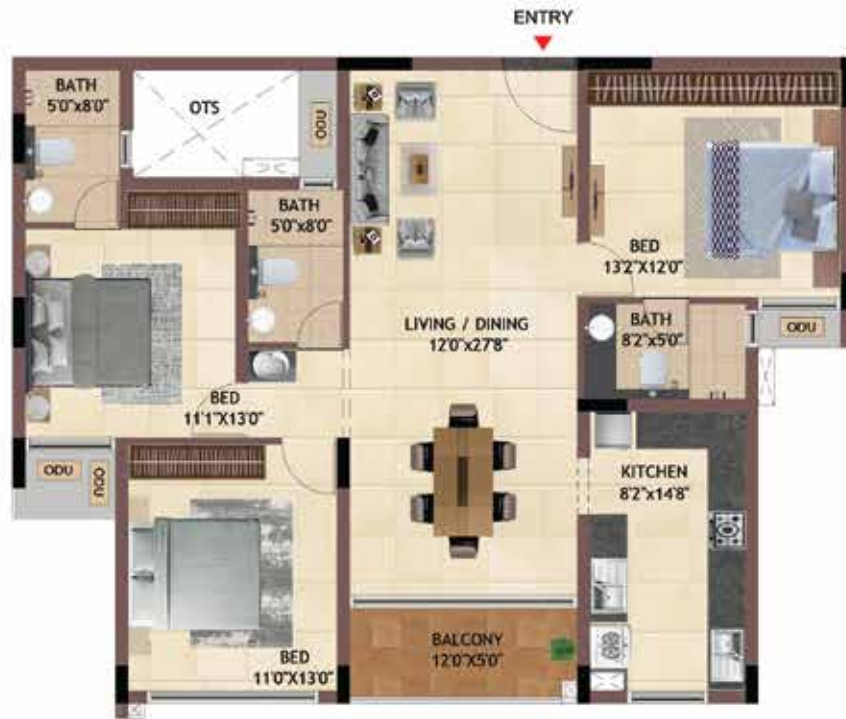 ENTRY
BATH
5'0"x8'0"
OTS
ODU
BATH
5'0"x8'0"
BED
13'2"X12'0"
LIVING / DINING
12'0"x27'8"
BATH
8'2"x5'0"
ODU
BED
11'1"X13'0"
ODU
ODU
KITCHEN
8'2"x14'8"
BALCONY
12'0"X5'0"
BED
11'0"X13'0"